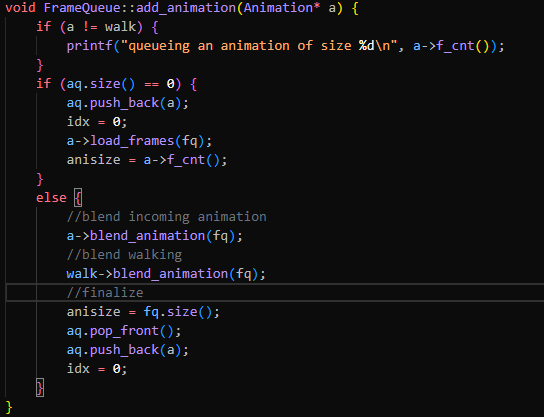 void FrameQueue::add_animation(Animation* a) {
    if (a != walk) {
        printf("queueing an animation of size %d\n", a->f_cnt());
    }
    if (aq.size() == 0) {
        aq.push_back(a);
        idx = 0;
        a->load_frames(fq);
        anisize = a->f_cnt();
    }
    else {
        //blend incoming animation
        a->blend_animation(fq);
        //blend walking
        walk->blend_animation(fq);
        //finalize
        anisize = fq.size();
        aq.pop_front();
        aq.push_back(a);
        idx = 0;
    }
}